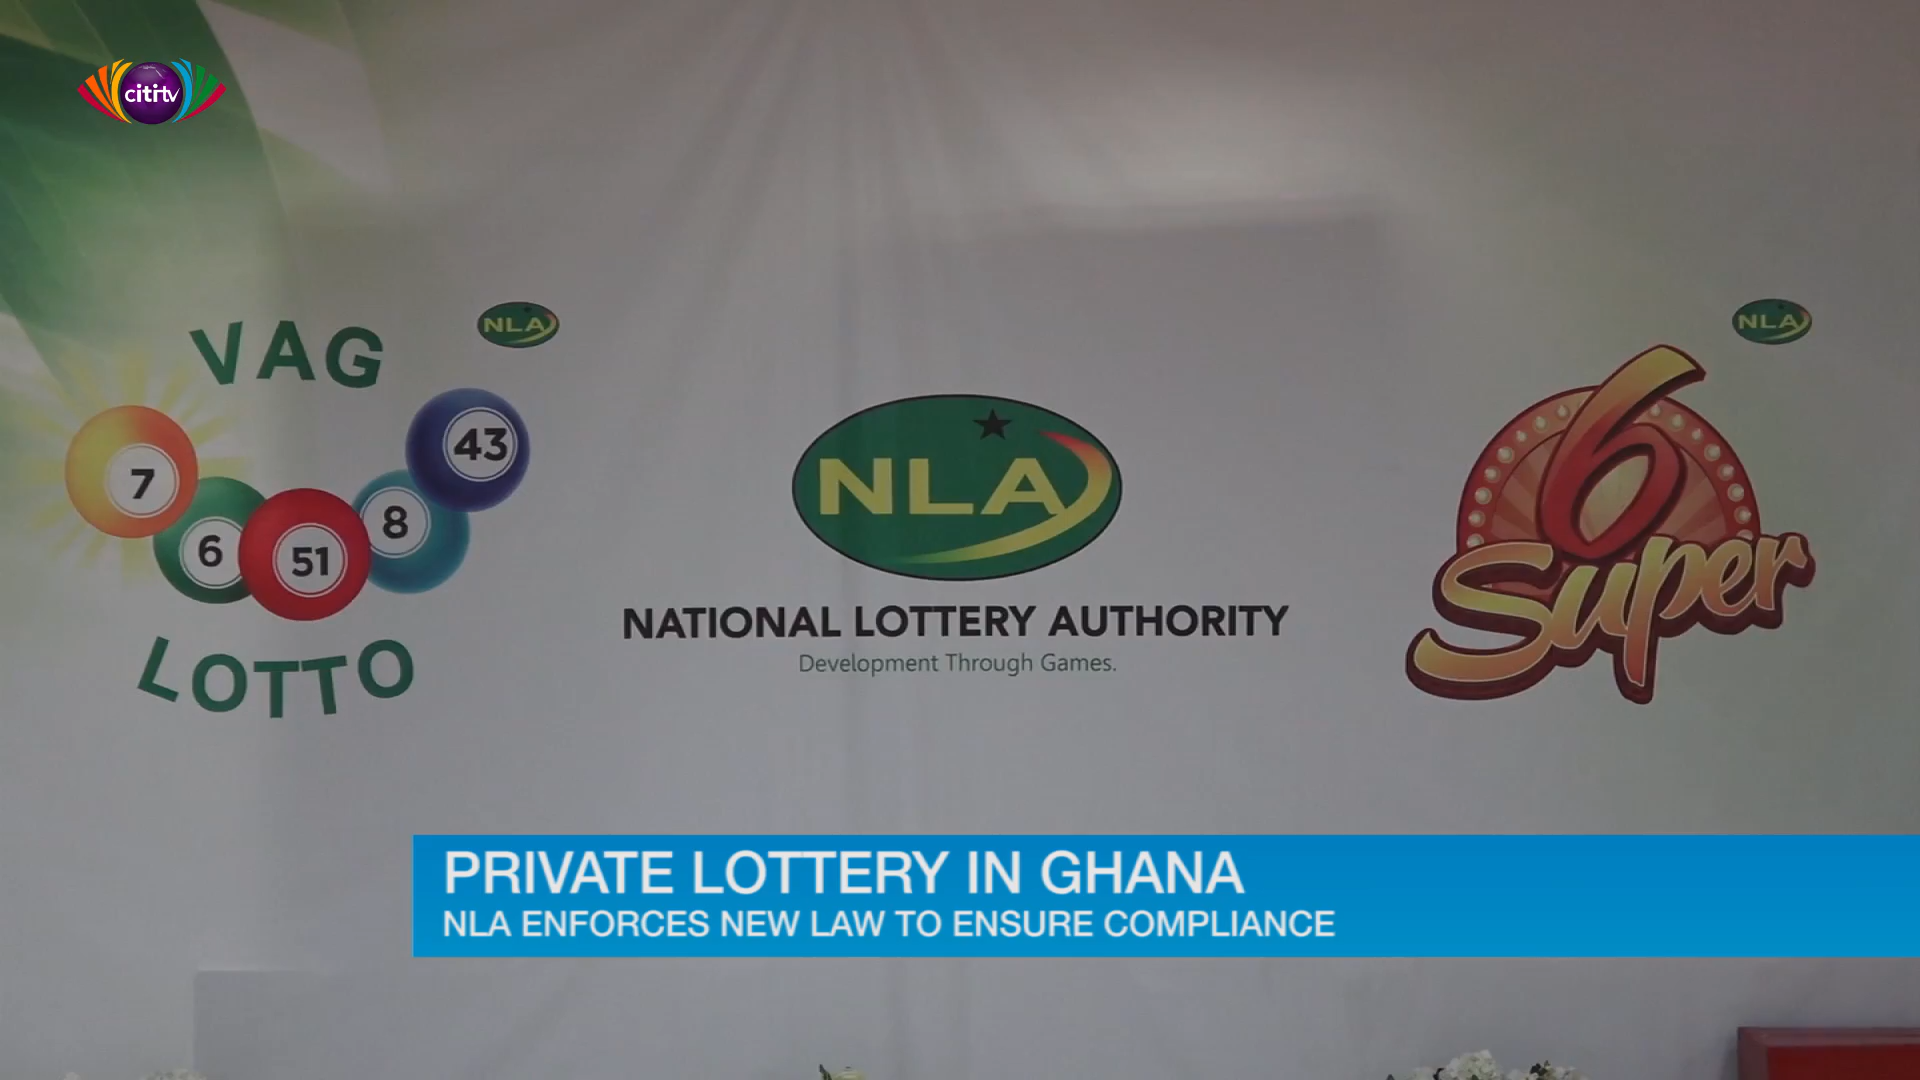 citi tv
VAG
NLA
7
6
51
8
43
LOTTO
NLA
NATIONAL LOTTERY AUTHORITY
Development Through Games.
NLA
6
Super
PRIVATE LOTTERY IN GHANA
NLA ENFORCES NEW LAW TO ENSURE COMPLIANCE